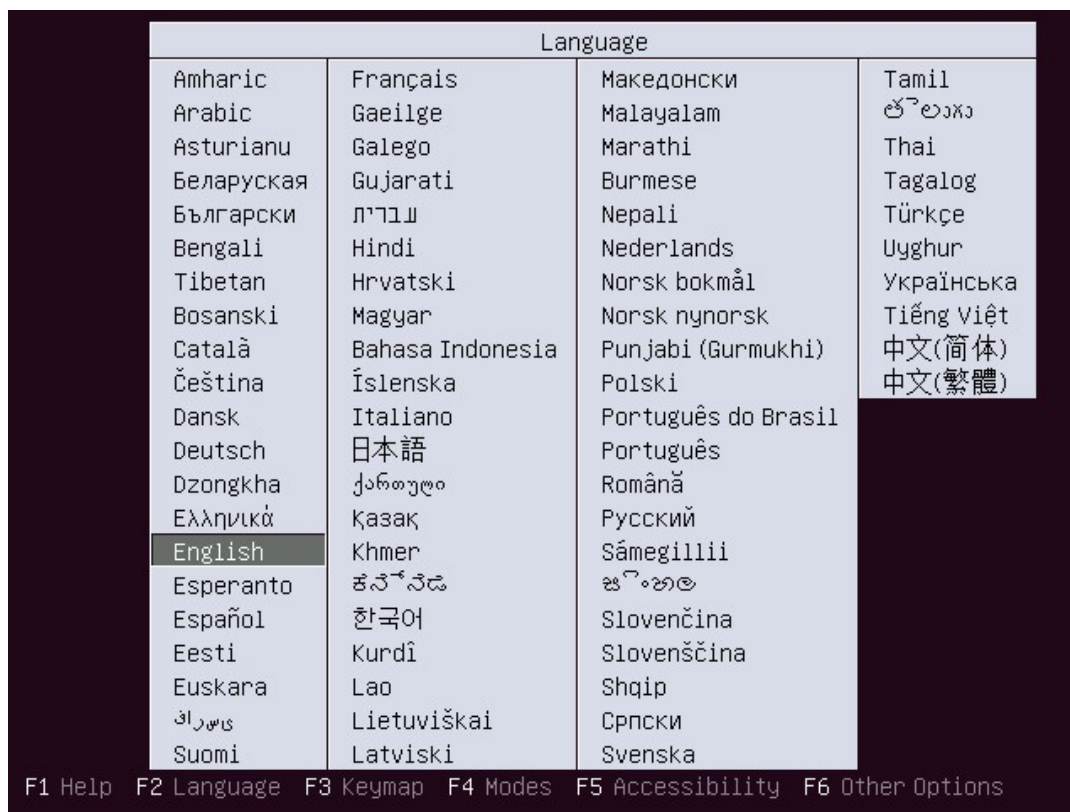 Language
Amharic
Arabic
Asturianu
Беларуская
Български
Bengali
Tibetan
Bosanski
Català
Čeština
Dansk
Deutsch
Dzongkha
Ελληνικά
English
Esperanto
Español
Eesti
Euskara
ﻰﺳﺭﺎﻓ
Suomi
Français
Gaeilge
Galego
Gujarati
תירבע
Hindi
Hrvatski
Magyar
Bahasa Indonesia
Íslenska
Italiano
日本語
ქართული
Қазақ
Khmer
ಕನ್ನಡ
한국어
Kurdî
Lao
Lietuviškai
Latviski
Македонски
Malayalam
Marathi
Burmese
Nepali
Nederlands
Norsk bokmål
Norsk nynorsk
Punjabi (Gurmukhi)
Polski
Português do Brasil
Português
Română
Русский
Sámegillii
සිංහල
Slovenčina
Slovenščina
Shqip
Српски
Svenska
Tamil
తెలుగు
Thai
Tagalog
Türkçe
Uyghur
Українська
Tiếng Việt
中文(简体)
中文(繁體)
F1 Help F2 Language F3 Keymap F4 Modes F5 Accessibility F6 Other Options